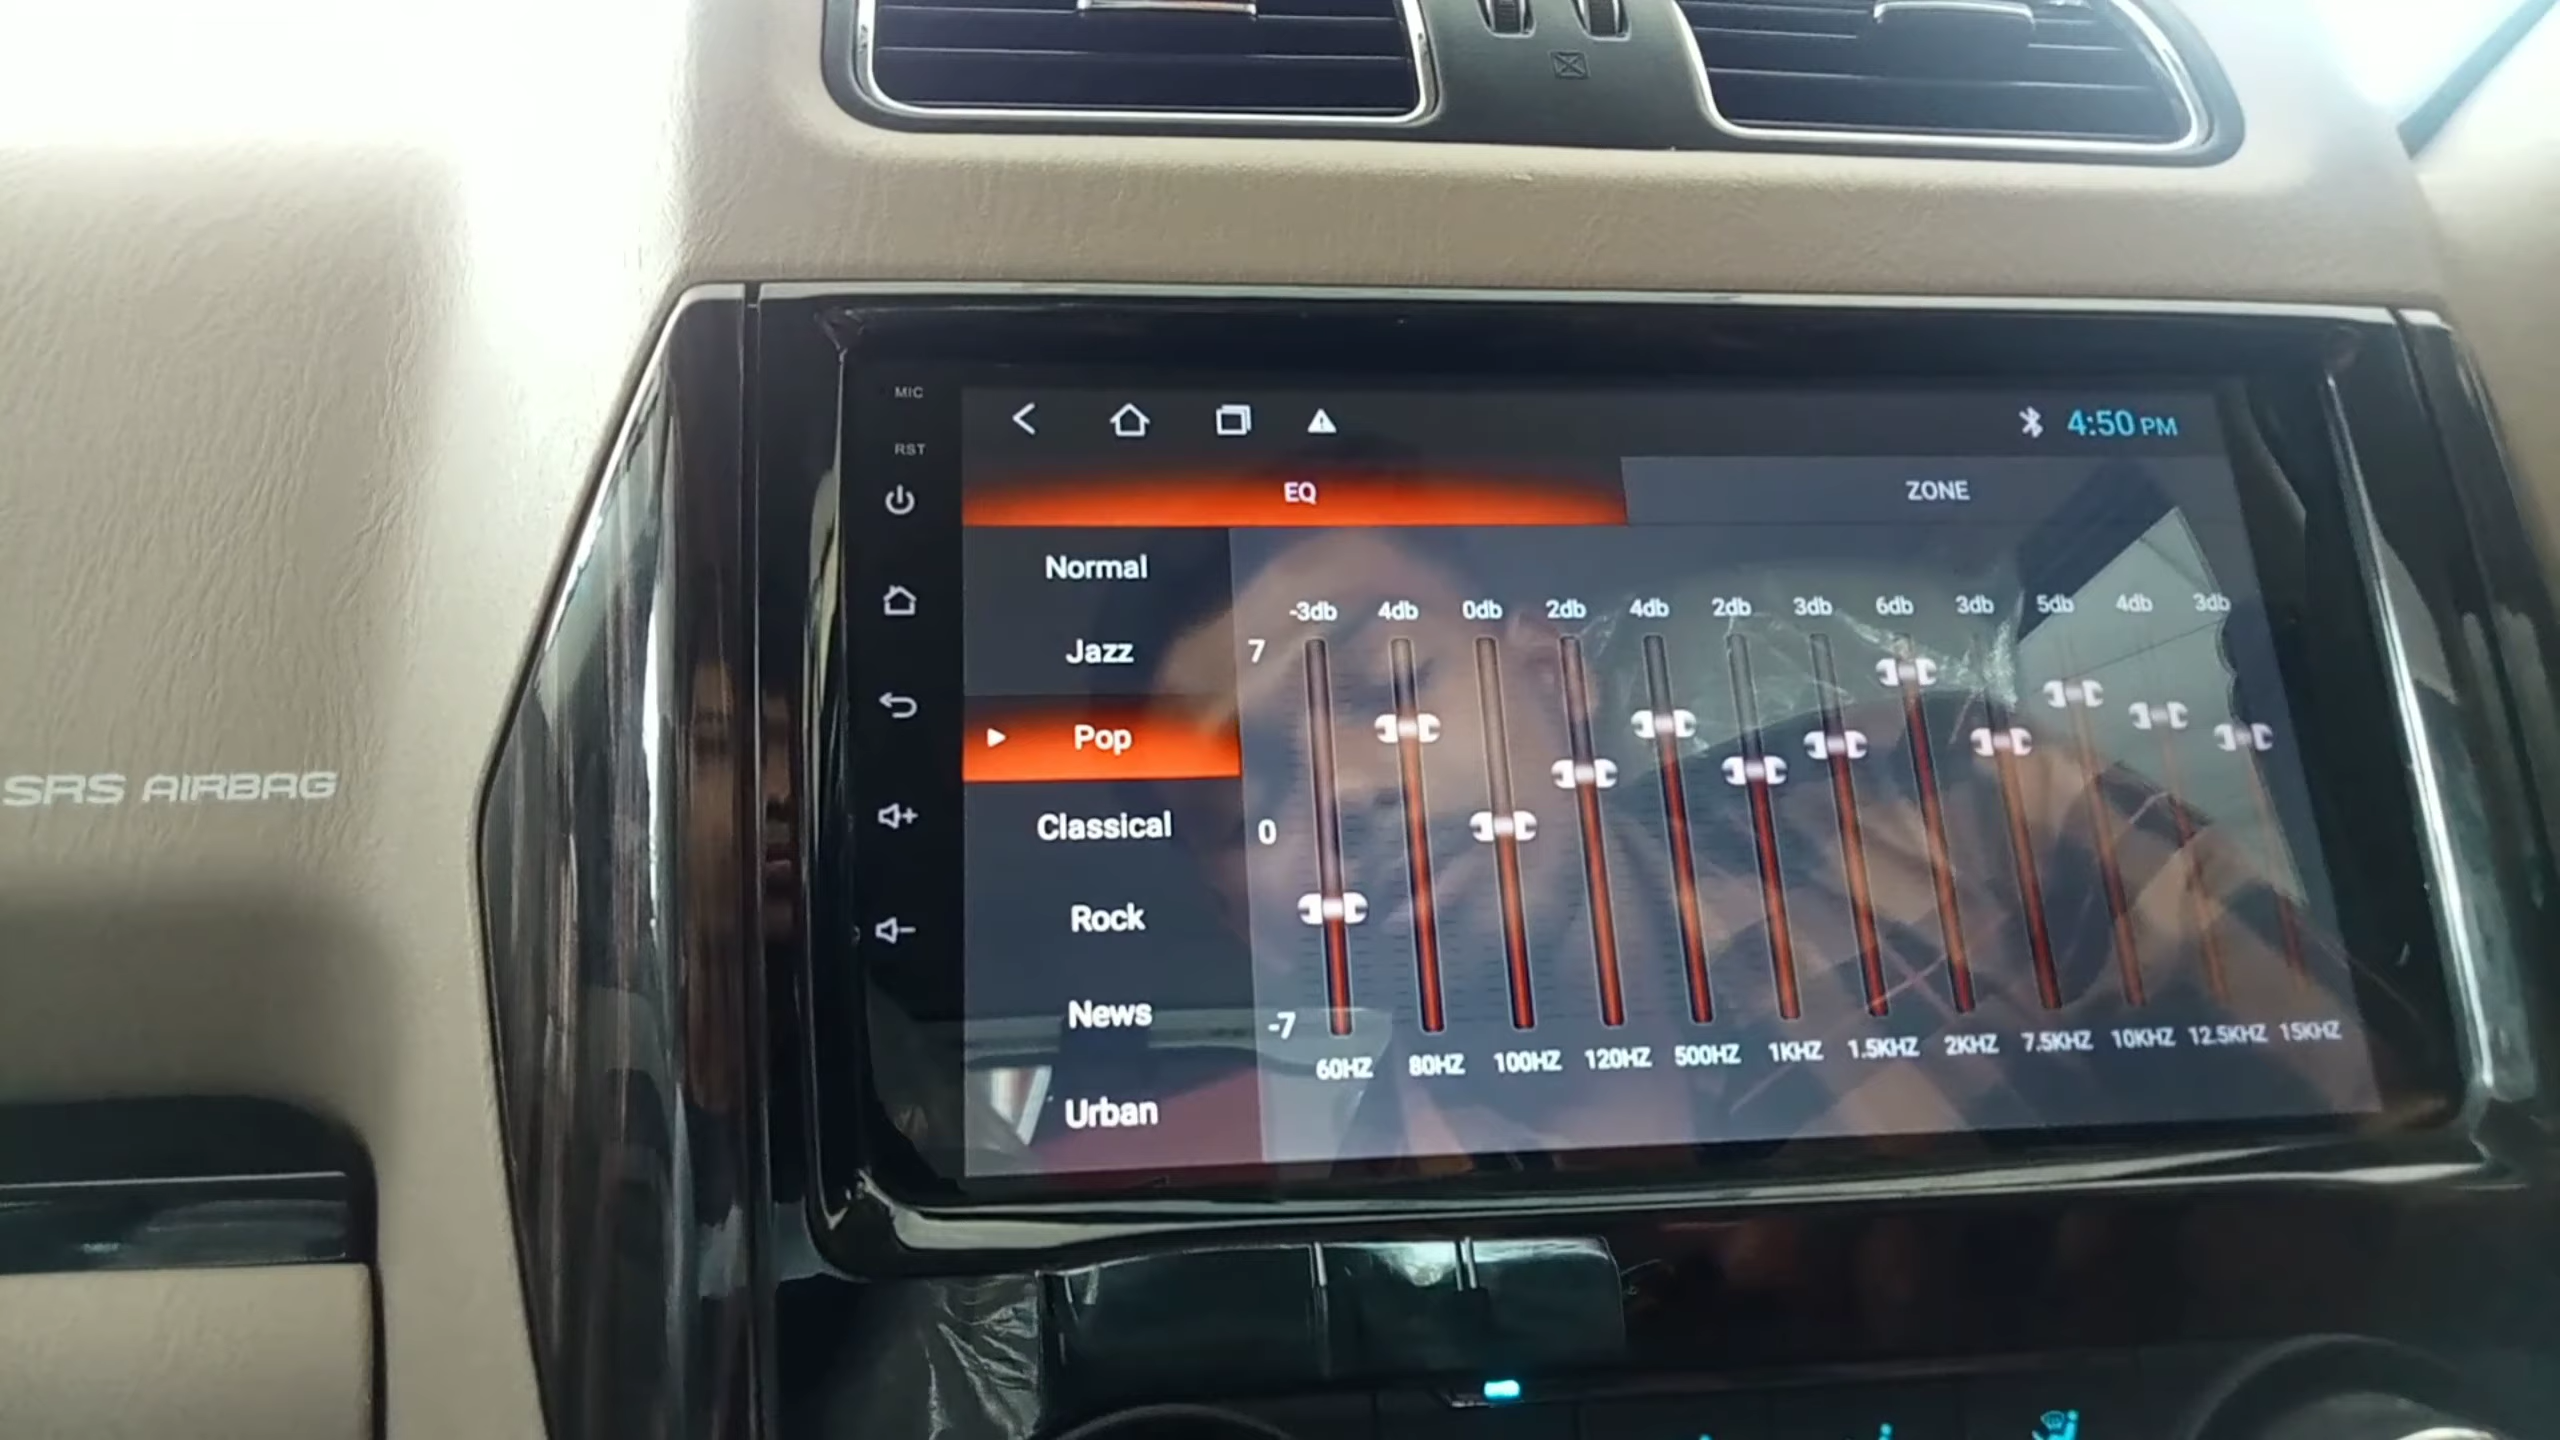 MIC
RST
4:50 PM
EQ
ZONE
Normal
Jazz
Pop
Classical
Rock
News
Urban
-3db 4db 0db 2db 4db 2db 3db 6db 3db 5db 4db 3db
7
0
-7
60HZ 80HZ 100HZ 120HZ 500HZ 1KHZ 1.5KHZ 2KHZ 7.5KHZ 10KHZ 12.5KHZ 15KHZ
SRS AIRBAG